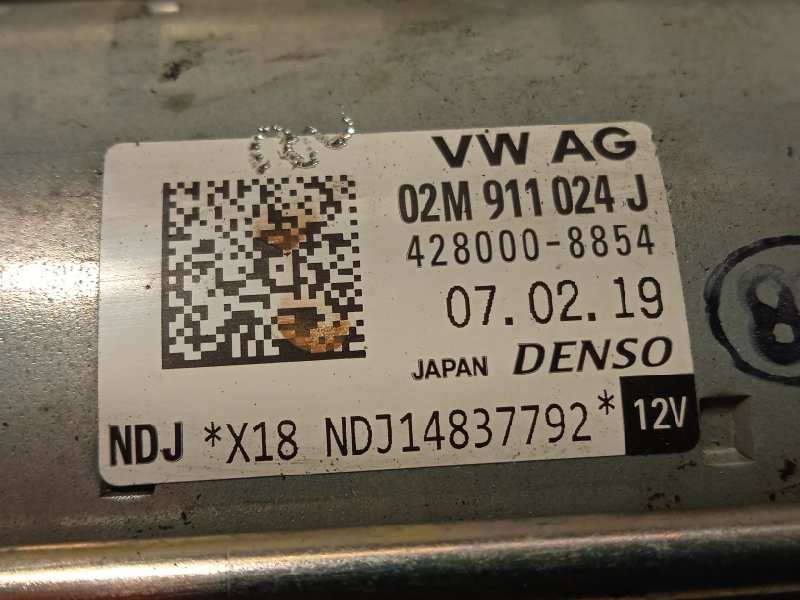 VW AG
02M 911 024 J
428000-8854
07.02.19
JAPAN DENSO
NDJ *X18 NDJ14837792* 12V